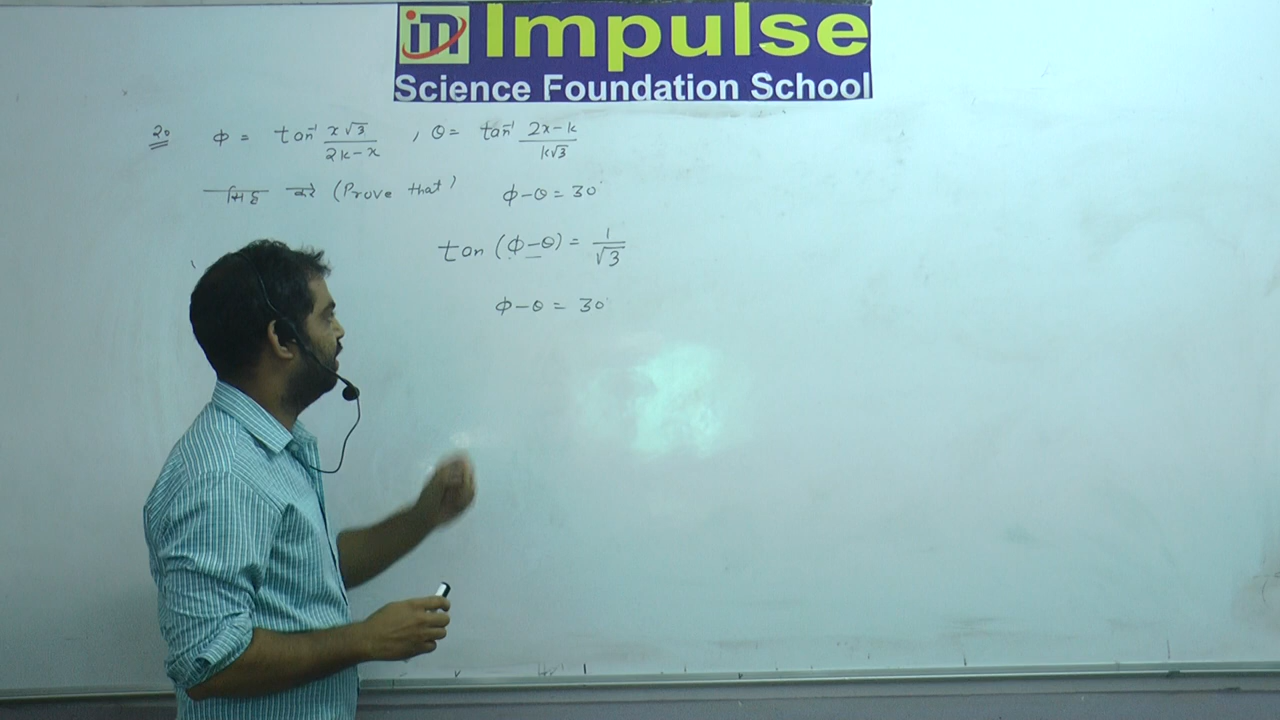 in Impulse
Science Foundation School
20 φ = tan⁻¹ x√3 / 2k-x , θ = tan⁻¹ 2x-k / k√3
सिद्ध करे (Prove that) φ-θ = 30°
tan (φ-θ) = 1/√3
φ-θ = 30°